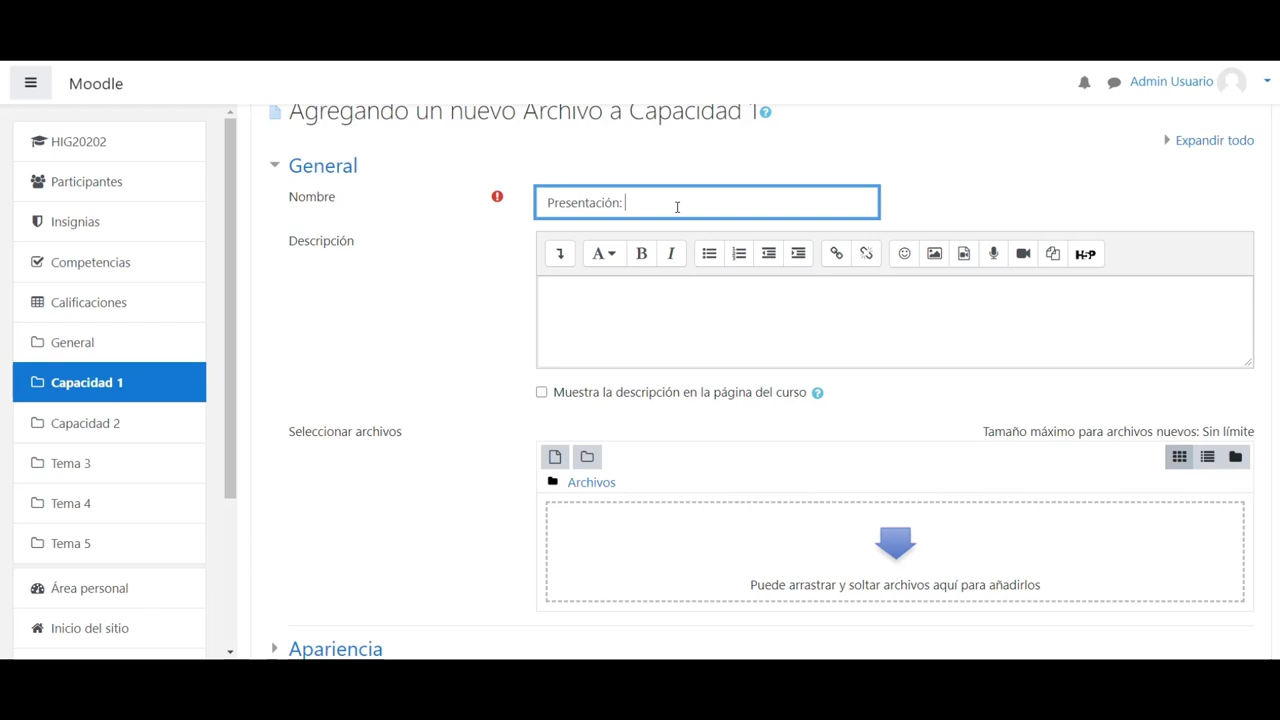 Moodle
Admin Usuario
HIG20202
Participantes
Insignias
Competencias
Calificaciones
General
Capacidad 1
Capacidad 2
Tema 3
Tema 4
Tema 5
Área personal
Inicio del sitio
Agregando un nuevo Archivo a Capacidad 1
Expandir todo
General
Nombre
Presentación:
Descripción
A B I
H-P
Muestra la descripción en la página del curso
Seleccionar archivos
Tamaño máximo para archivos nuevos: Sin límite
Archivos
Puede arrastrar y soltar archivos aquí para añadirlos
Apariencia